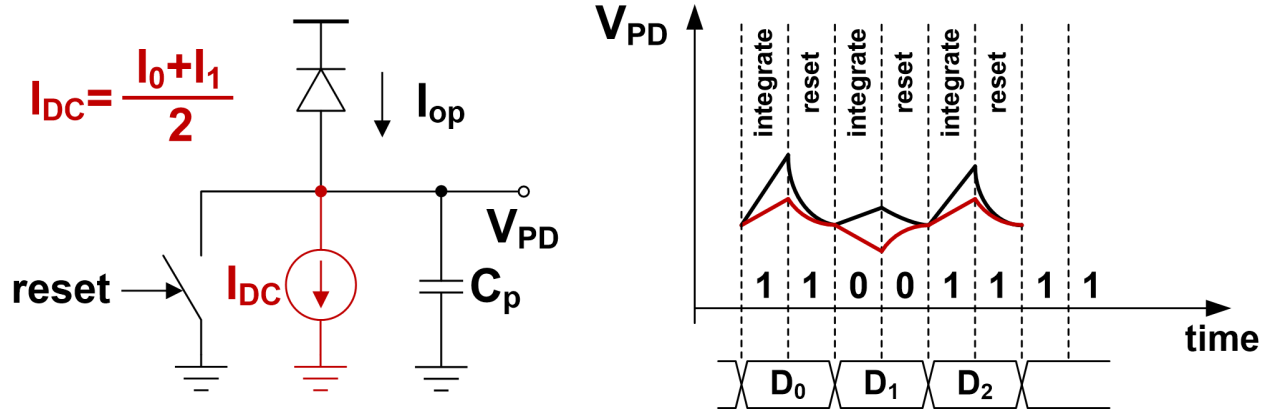 I_DC = (I_0+I_1)/2
I_op
V_PD
reset
I_DC
C_p
V_PD
integrate
reset
integrate
reset
integrate
reset
1 1 0 0 1 1 1 1
time
D_0 D_1 D_2